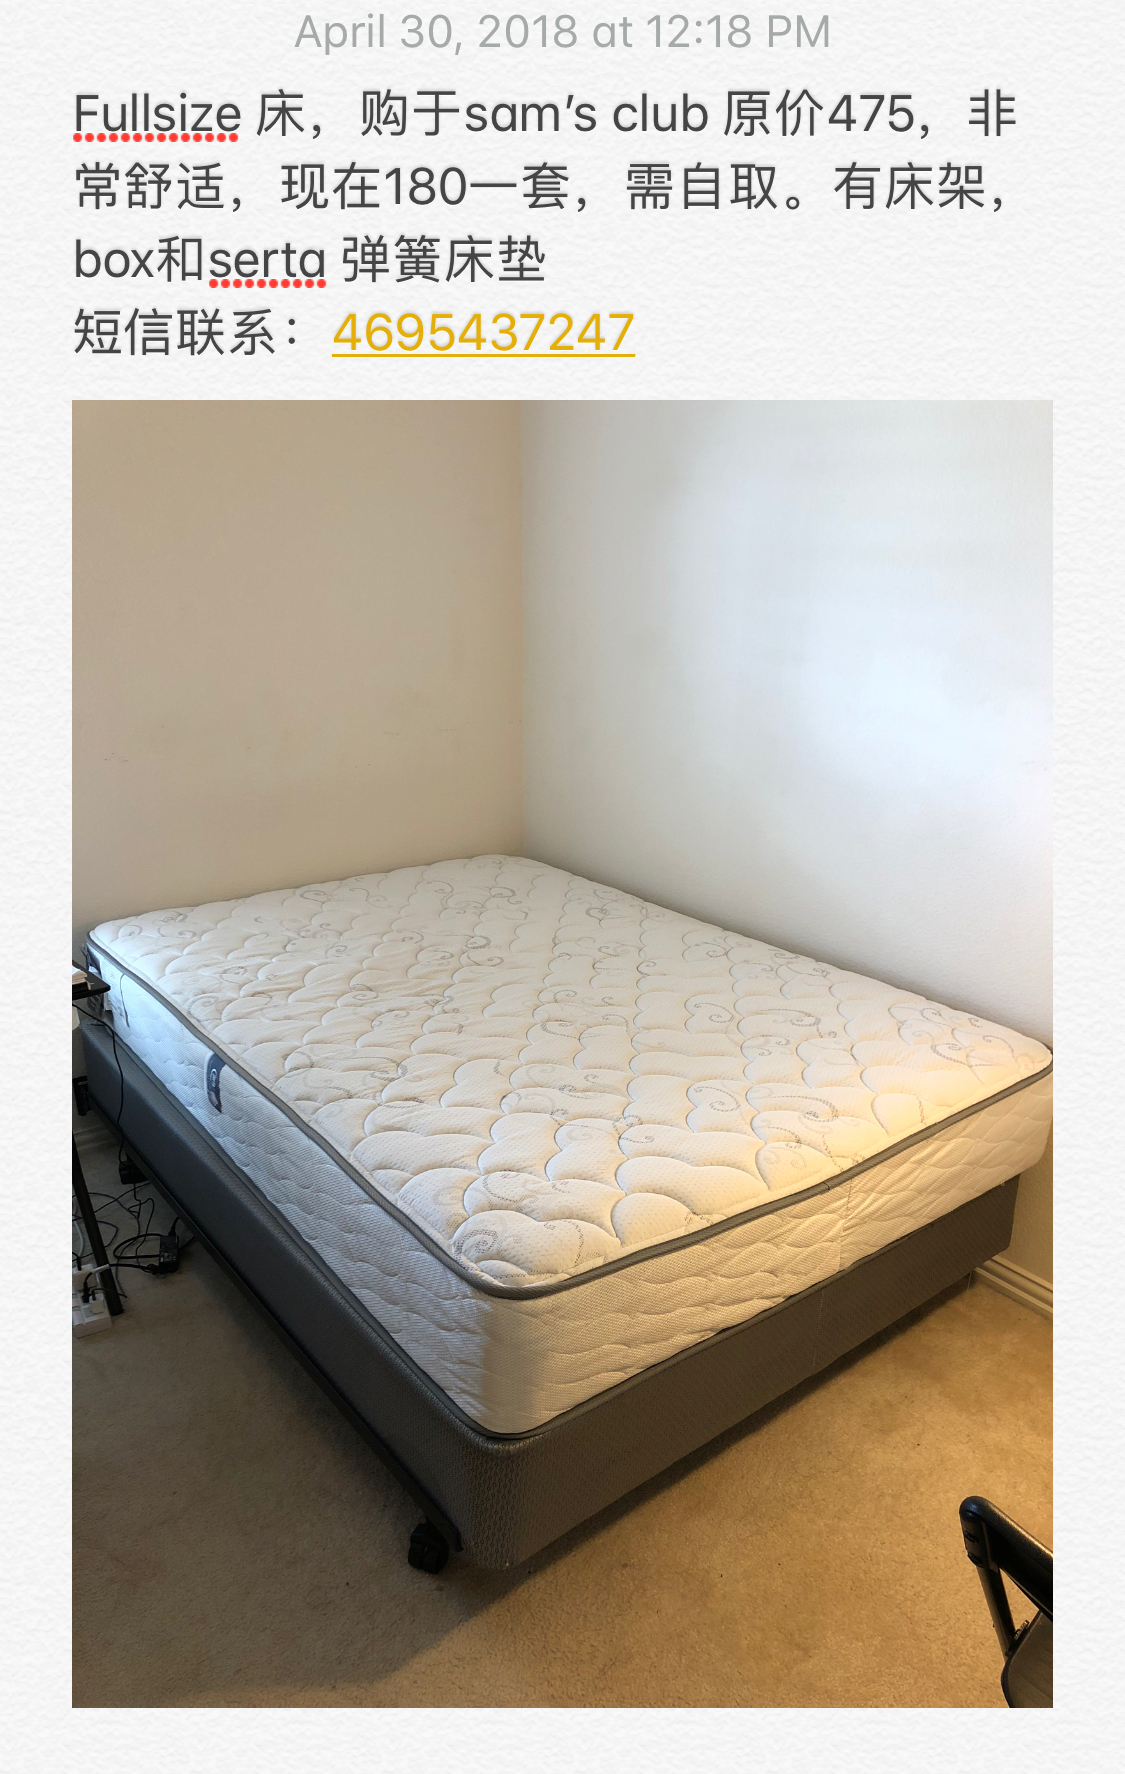 April 30, 2018 at 12:18 PM
Fullsize 床，购于sam’s club 原价475，非
常舒适，现在180一套，需自取。有床架，
box和serta 弹簧床垫
短信联系：4695437247